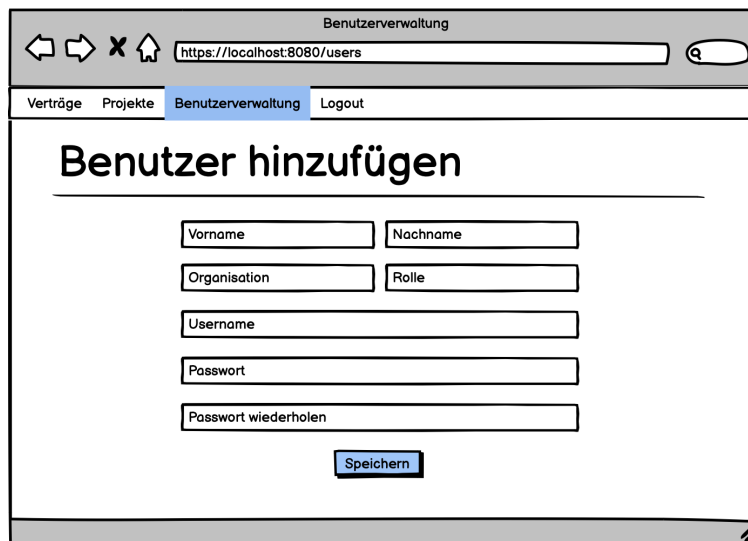 Benutzerverwaltung
https://localhost:8080/users
Verträge Projekte Benutzerverwaltung Logout
Benutzer hinzufügen
Vorname Nachname
Organisation Rolle
Username
Passwort
Passwort wiederholen
Speichern